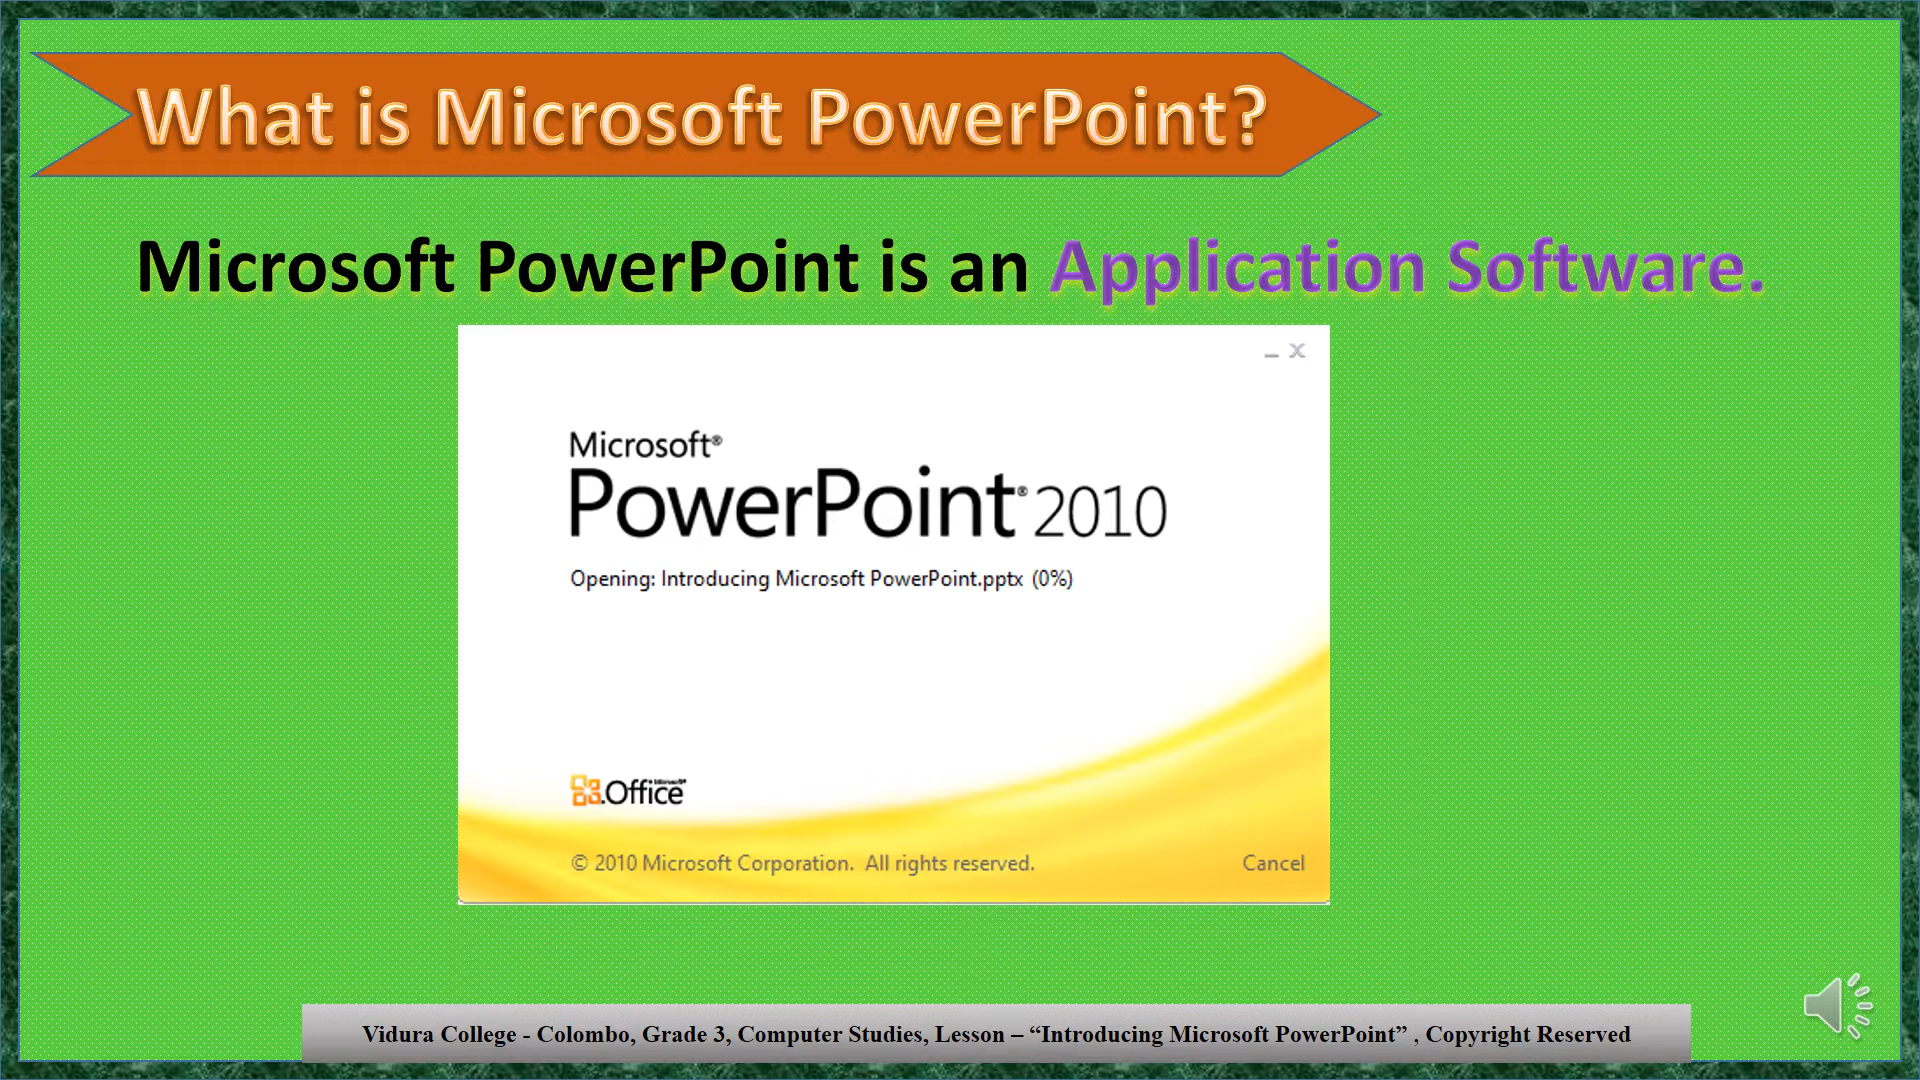 What is Microsoft PowerPoint?
Microsoft PowerPoint is an Application Software.
Microsoft®
PowerPoint® 2010
Opening: Introducing Microsoft PowerPoint.pptx (0%)
Microsoft®
Office
© 2010 Microsoft Corporation. All rights reserved. Cancel
Vidura College - Colombo, Grade 3, Computer Studies, Lesson – “Introducing Microsoft PowerPoint” , Copyright Reserved